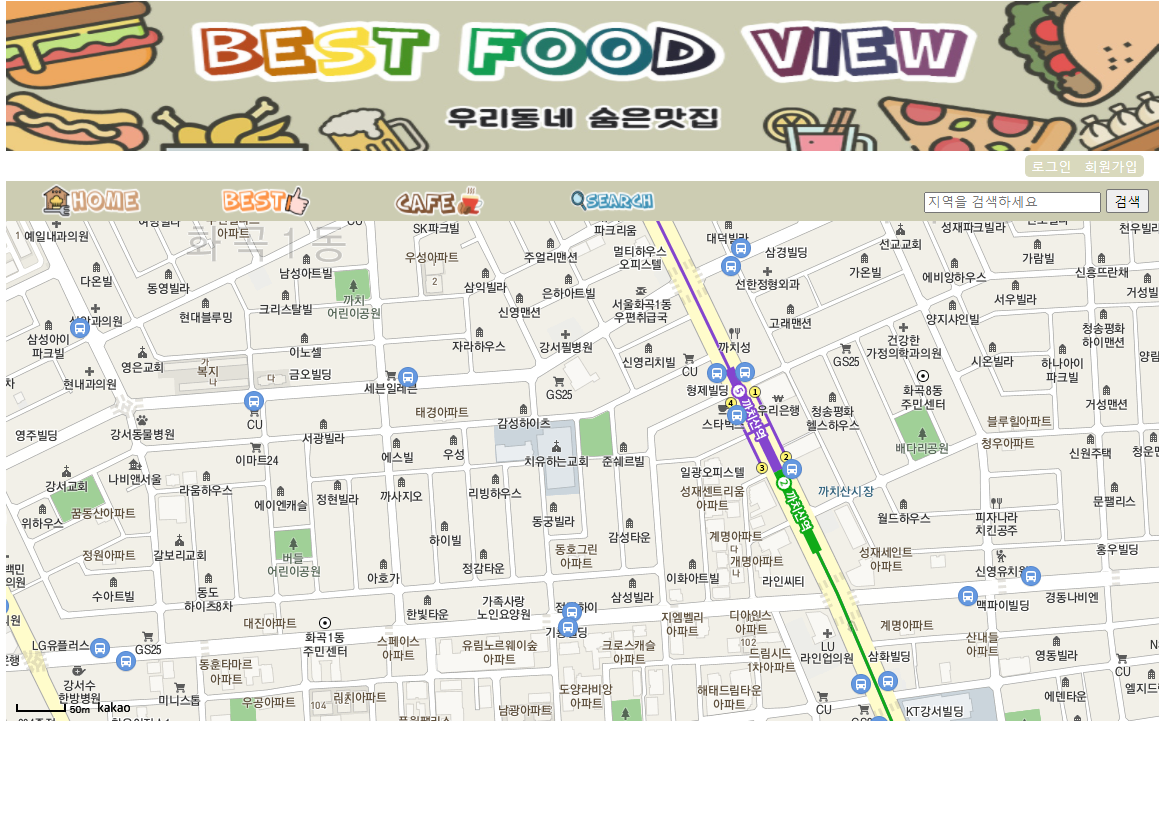 BEST FOOD VIEW
우리동네 숨은맛집
로그인 회원가입
HOME BEST CAFE SEARCH
지역을 검색하세요 검색
화곡1동
예일내과의원
아파트
CU
SK파크빌
파크리움
대덕빌라
선교교회
성재파크빌라
천우빌라
다온빌
동영빌라
남성아트빌
우성아파트
주얼리맨션
멀티하우스
오피스텔
삼경빌딩
가온빌
에비앙하우스
가람빌
신흥뜨란채
까치
어린이공원
2
삼익빌라
은하아트빌
서울화곡1동
우편취급국
선한정형외과
서우빌라
거성빌
현대블루밍
크리스탈빌
신영맨션
고래맨션
양지사인빌
청송평화
하이맨션
삼성아이
파크빌
이노셀
자라하우스
강서필병원
신영리치빌
까치성
GS25
건강한
가정의학과의원
시온빌라
하나아이
파크빌
영은교회
가
복지
나
다
금오빌딩
세븐일레븐
GS25
CU
형제빌딩
5
까치산역
1
4
우리은행
화곡8동
주민센터
현내과의원
태경아파트
감성하이츠
스타벅
청송평화
헬스하우스
거성맨션
블루힐아파트
CU
강서동물병원
영주빌딩
서광빌라
에스빌
우성
치유하는교회
준쉐르빌
배다리공원
청우아파트
신원주택
이마트24
3
2
강서교회
나비앤서울
라움하우스
에이엔캐슬
정현빌라
까사지오
리빙하우스
일광오피스텔
성재센트리움
아파트
2
까치산역
까치산시장
문팰리스
위하우스
꿈동산아파트
하이빌
동궁빌라
감성타운
월드하우스
피자나라
치킨공주
정원아파트
갈보리교회
버들
어린이공원
아호가
정감타운
동호그린
아파트
계명아파트
다
개명아파트
나
성재세인트
아파트
홍우빌딩
수아트빌
동도
하이츠8차
한빛타운
가족사랑
노인요양원
삼성빌라
이화아트빌
라인씨티
맥파이빌딩
경동나비엔
대진아파트
화곡1동
주민센터
스페이스
아파트
지엠벨리
아파트
디아인스
아파트
계명아파트
LG유플러스
GS25
유림노르웨이숲
아파트
크로스캐슬
아파트
102
드림시드
1차아파트
LU
라인업의원
삼화빌딩
산내들
아파트
영동빌라
동훈타마르
아파트
강서수
한방병원
미니스톱
우공아파트
104
림치아파트
도양라비앙
아파트
해태드림타운
아파트
CU
에덴타운
CU
남광아파트
KT강서빌딩
50m kakao